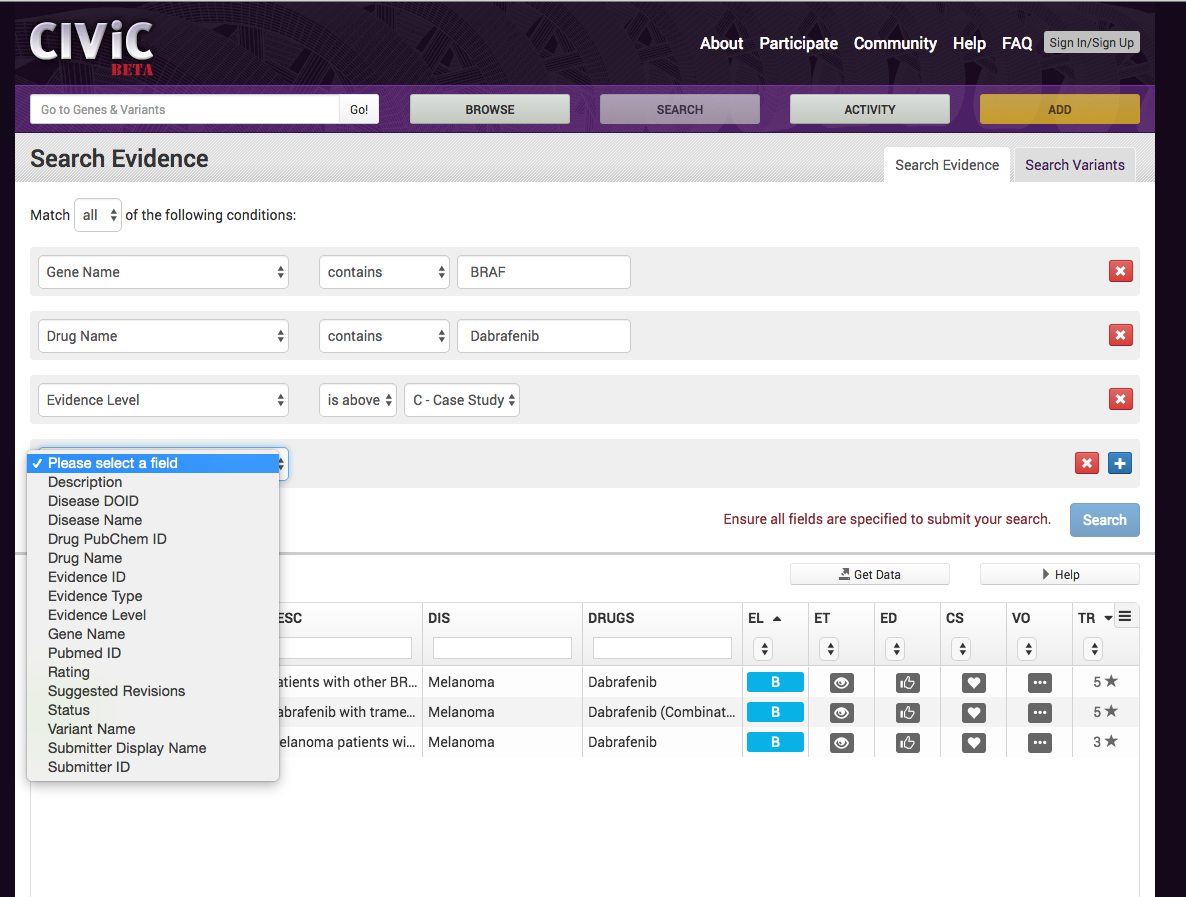 CIViC
BETA
About Participate Community Help FAQ Sign In/Sign Up
Go to Genes & Variants Go! BROWSE SEARCH ACTIVITY ADD
Search Evidence
Search Evidence Search Variants
Match all of the following conditions:
Gene Name contains BRAF
Drug Name contains Dabrafenib
Evidence Level is above C - Case Study
✓ Please select a field
Description
Disease DOID
Disease Name
Drug PubChem ID
Drug Name
Evidence ID
Evidence Type
Evidence Level
Gene Name
Pubmed ID
Rating
Suggested Revisions
Status
Variant Name
Submitter Display Name
Submitter ID
Ensure all fields are specified to submit your search. Search
Get Data Help
ESC DIS DRUGS EL ET ED CS VO TR
atients with other BR... Melanoma Dabrafenib B 5
abrafenib with trame... Melanoma Dabrafenib (Combinat... B 5
elanoma patients wi... Melanoma Dabrafenib B 3